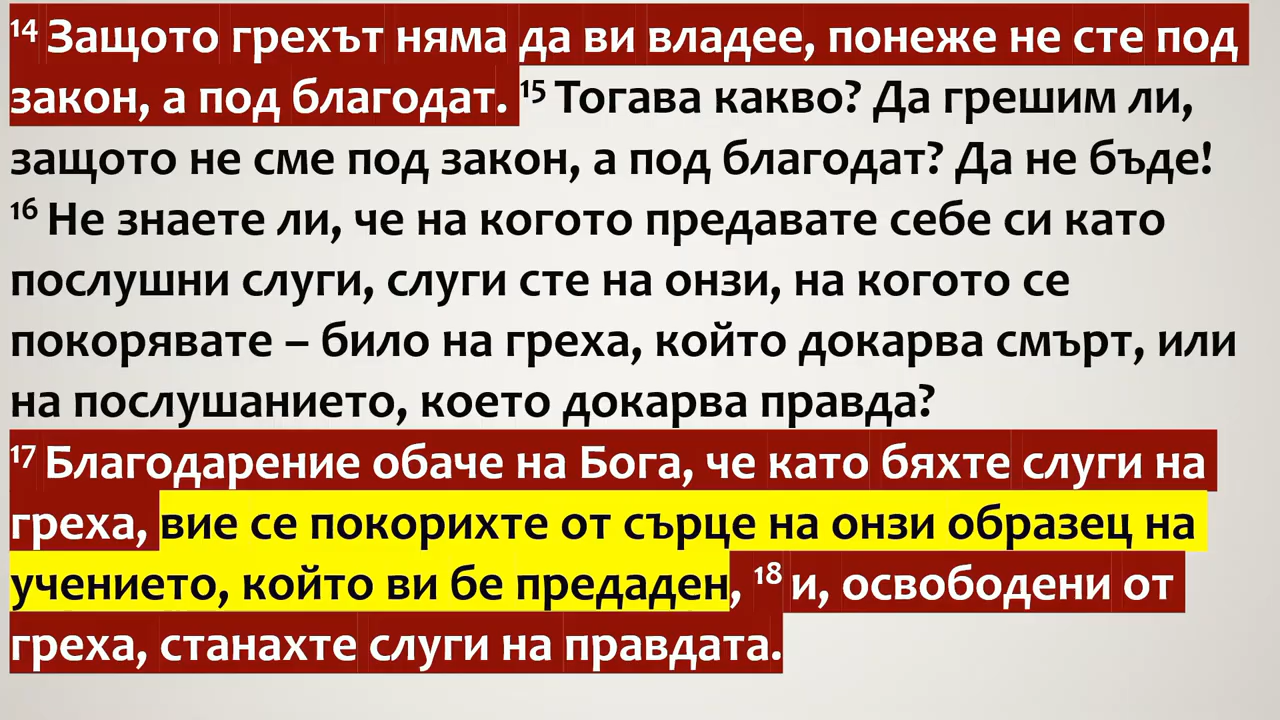 ¹⁴ Защото грехът няма да ви владее, понеже не сте под
закон, а под благодат. ¹⁵ Тогава какво? Да грешим ли,
защото не сме под закон, а под благодат? Да не бъде!
¹⁶ Не знаете ли, че на когото предавате себе си като
послушни слуги, слуги сте на онзи, на когото се
покорявате – било на греха, който докарва смърт, или
на послушанието, което докарва правда?
¹⁷ Благодарение обаче на Бога, че като бяхте слуги на
греха, вие се покорихте от сърце на онзи образец на
учението, който ви бе предаден, ¹⁸ и, освободени от
греха, станахте слуги на правдата.